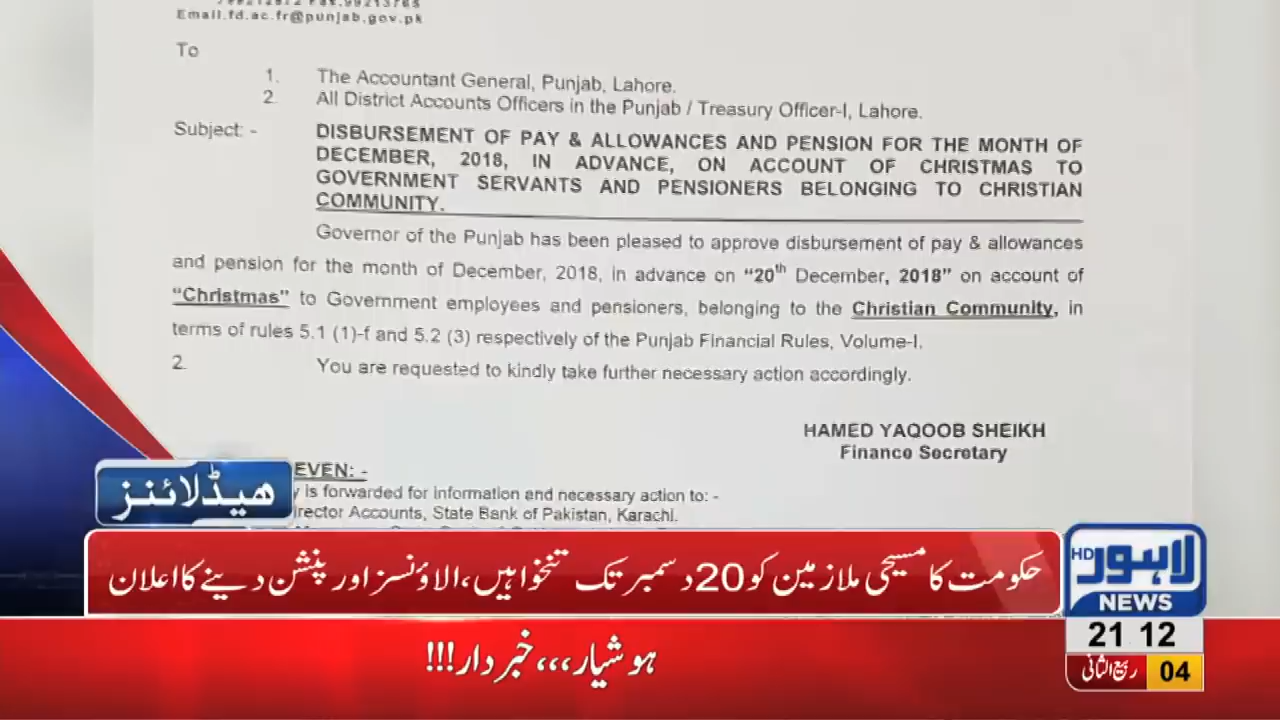 Email.fd.ac.fr@punjab.gov.pk
To
1. The Accountant General, Punjab, Lahore.
2. All District Accounts Officers in the Punjab / Treasury Officer-I, Lahore.
Subject: - DISBURSEMENT OF PAY & ALLOWANCES AND PENSION FOR THE MONTH OF
DECEMBER, 2018, IN ADVANCE, ON ACCOUNT OF CHRISTMAS TO
GOVERNMENT SERVANTS AND PENSIONERS BELONGING TO CHRISTIAN
COMMUNITY.
Governor of the Punjab has been pleased to approve disbursement of pay & allowances
and pension for the month of December, 2018, in advance on “20th December, 2018” on account of
“Christmas” to Government employees and pensioners, belonging to the Christian Community, in
terms of rules 5.1 (1)-f and 5.2 (3) respectively of the Punjab Financial Rules, Volume-I.
2. You are requested to kindly take further necessary action accordingly.
HAMED YAQOOB SHEIKH
Finance Secretary
EVEN: -
y is forwarded for information and necessary action to: -
irector Accounts, State Bank of Pakistan, Karachi.
ہیڈلائنز
حکومت کا مسیحی ملازمین کو 20 دسمبر تک تنخواہیں، الاؤنسز اور پنشن دینے کا اعلان
لاہور HD
NEWS
21 12
ربیع الثانی 04
ہوشیار،،،خبردار!!!